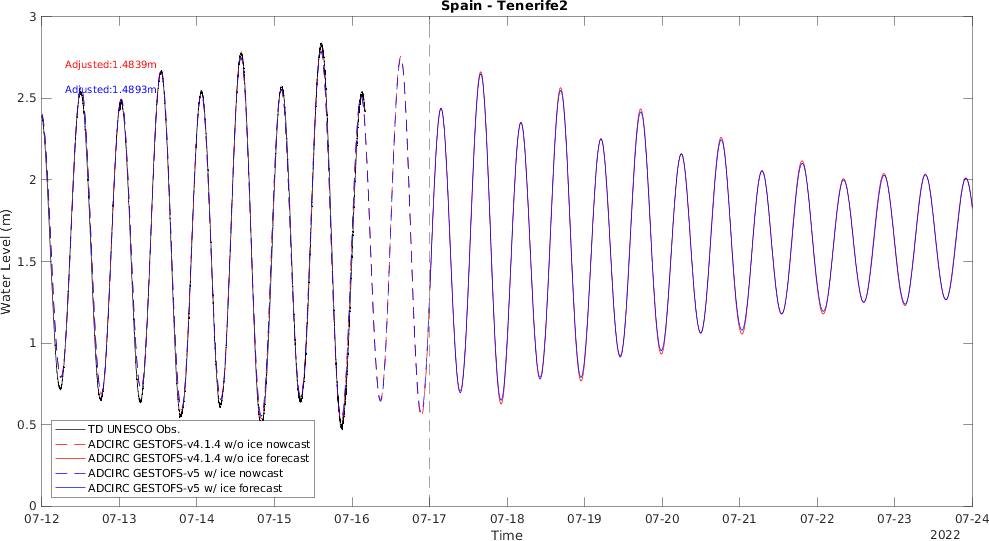 Spain - Tenerife2
3
2.5
2
1.5
1
0.5
0
Water Level (m)
Adjusted:1.4839m
Adjusted:1.4893m
TD UNESCO Obs.
ADCIRC GESTOFS-v4.1.4 w/o ice nowcast
ADCIRC GESTOFS-v4.1.4 w/o ice forecast
ADCIRC GESTOFS-v5 w/ ice nowcast
ADCIRC GESTOFS-v5 w/ ice forecast
07-12 07-13 07-14 07-15 07-16 07-17 07-18 07-19 07-20 07-21 07-22 07-23 07-24
Time
2022